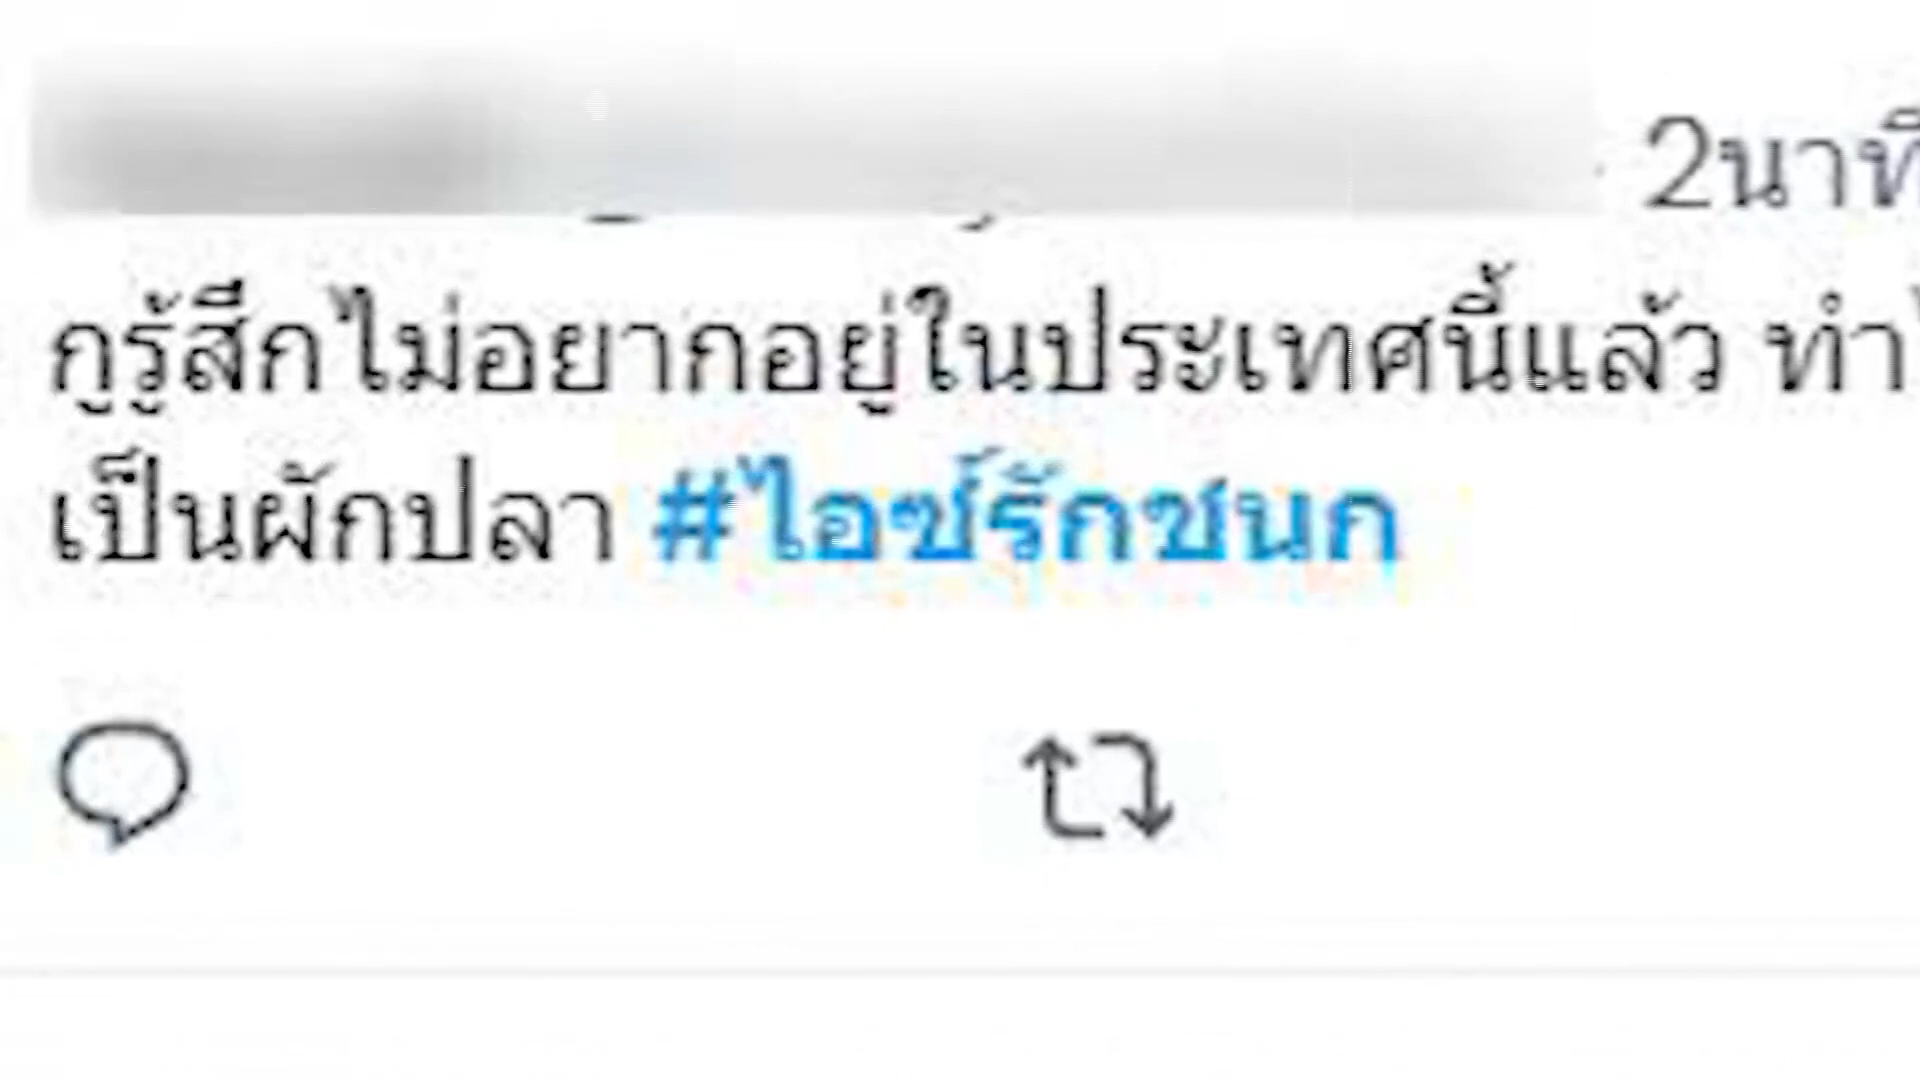 2นาที
กูรู้สึกไม่อยากอยู่ในประเทศนี้แล้ว
เป็นผักปลา #ไอซ์รักชนก